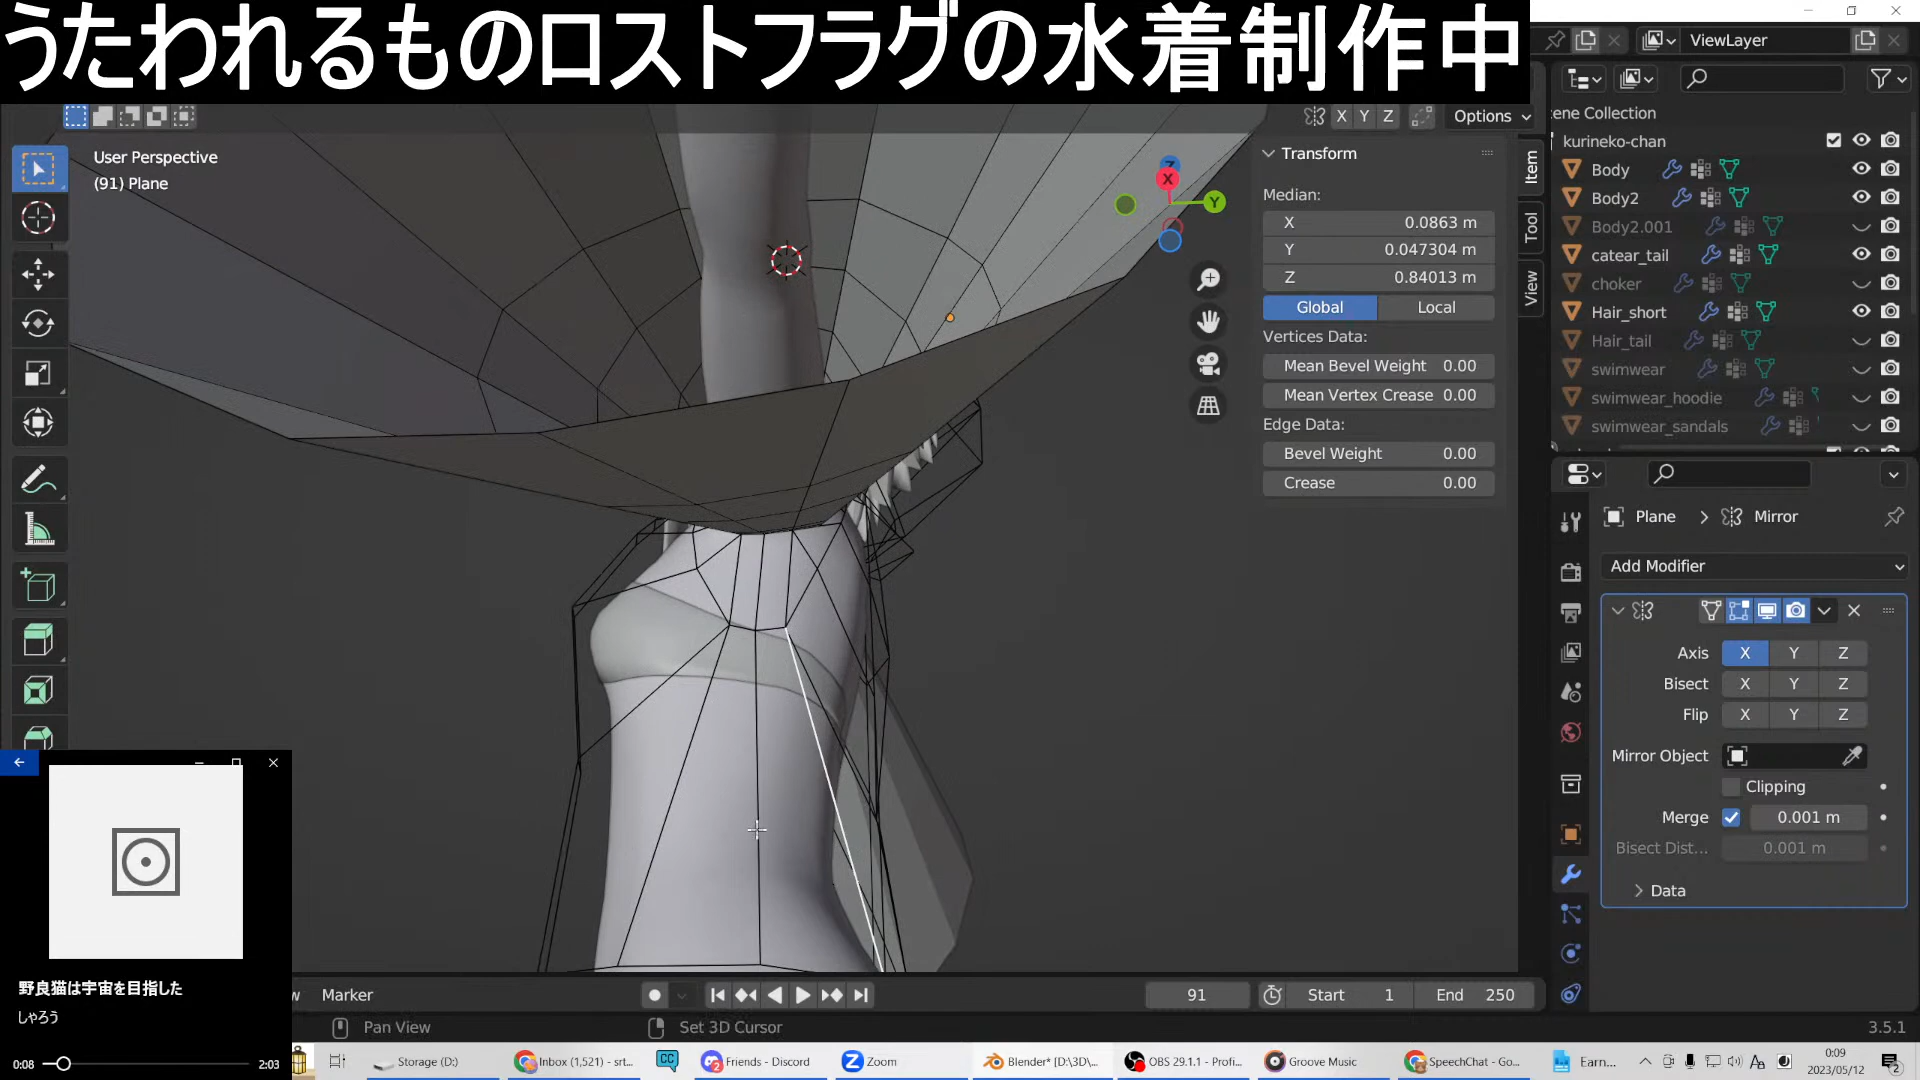 うたわれるものロストフラグの水着制作中
ViewLayer
X Y Z
Options
User Perspective
(91) Plane
Z
X
Y
Transform
Median:
X 0.0863 m
Y 0.047304 m
Z 0.84013 m
Global Local
Vertices Data:
Mean Bevel Weight 0.00
Mean Vertex Crease 0.00
Edge Data:
Bevel Weight 0.00
Crease 0.00
Item
Tool
View
ene Collection
kurineko-chan
Body
Body2
Body2.001
catear_tail
choker
Hair_short
Hair_tail
swimwear
swimwear_hoodie
swimwear_sandals
Plane > Mirror
Add Modifier
Axis X Y Z
Bisect X Y Z
Flip X Y Z
Mirror Object
Clipping
Merge 0.001 m
Bisect Dist... 0.001 m
Data
野良猫は宇宙を目指した
しゃろう
0:08 2:03
w Marker
91 Start 1 End 250
Pan View Set 3D Cursor
3.5.1
Storage (D:)
Inbox (1,521) - srt...
CC
2
Friends - Discord
Zoom
Blender* [D:\3D\...
OBS 29.1.1 - Profi...
Groove Music
SpeechChat - Go...
Earn...
A
0:09
2023/05/12
2